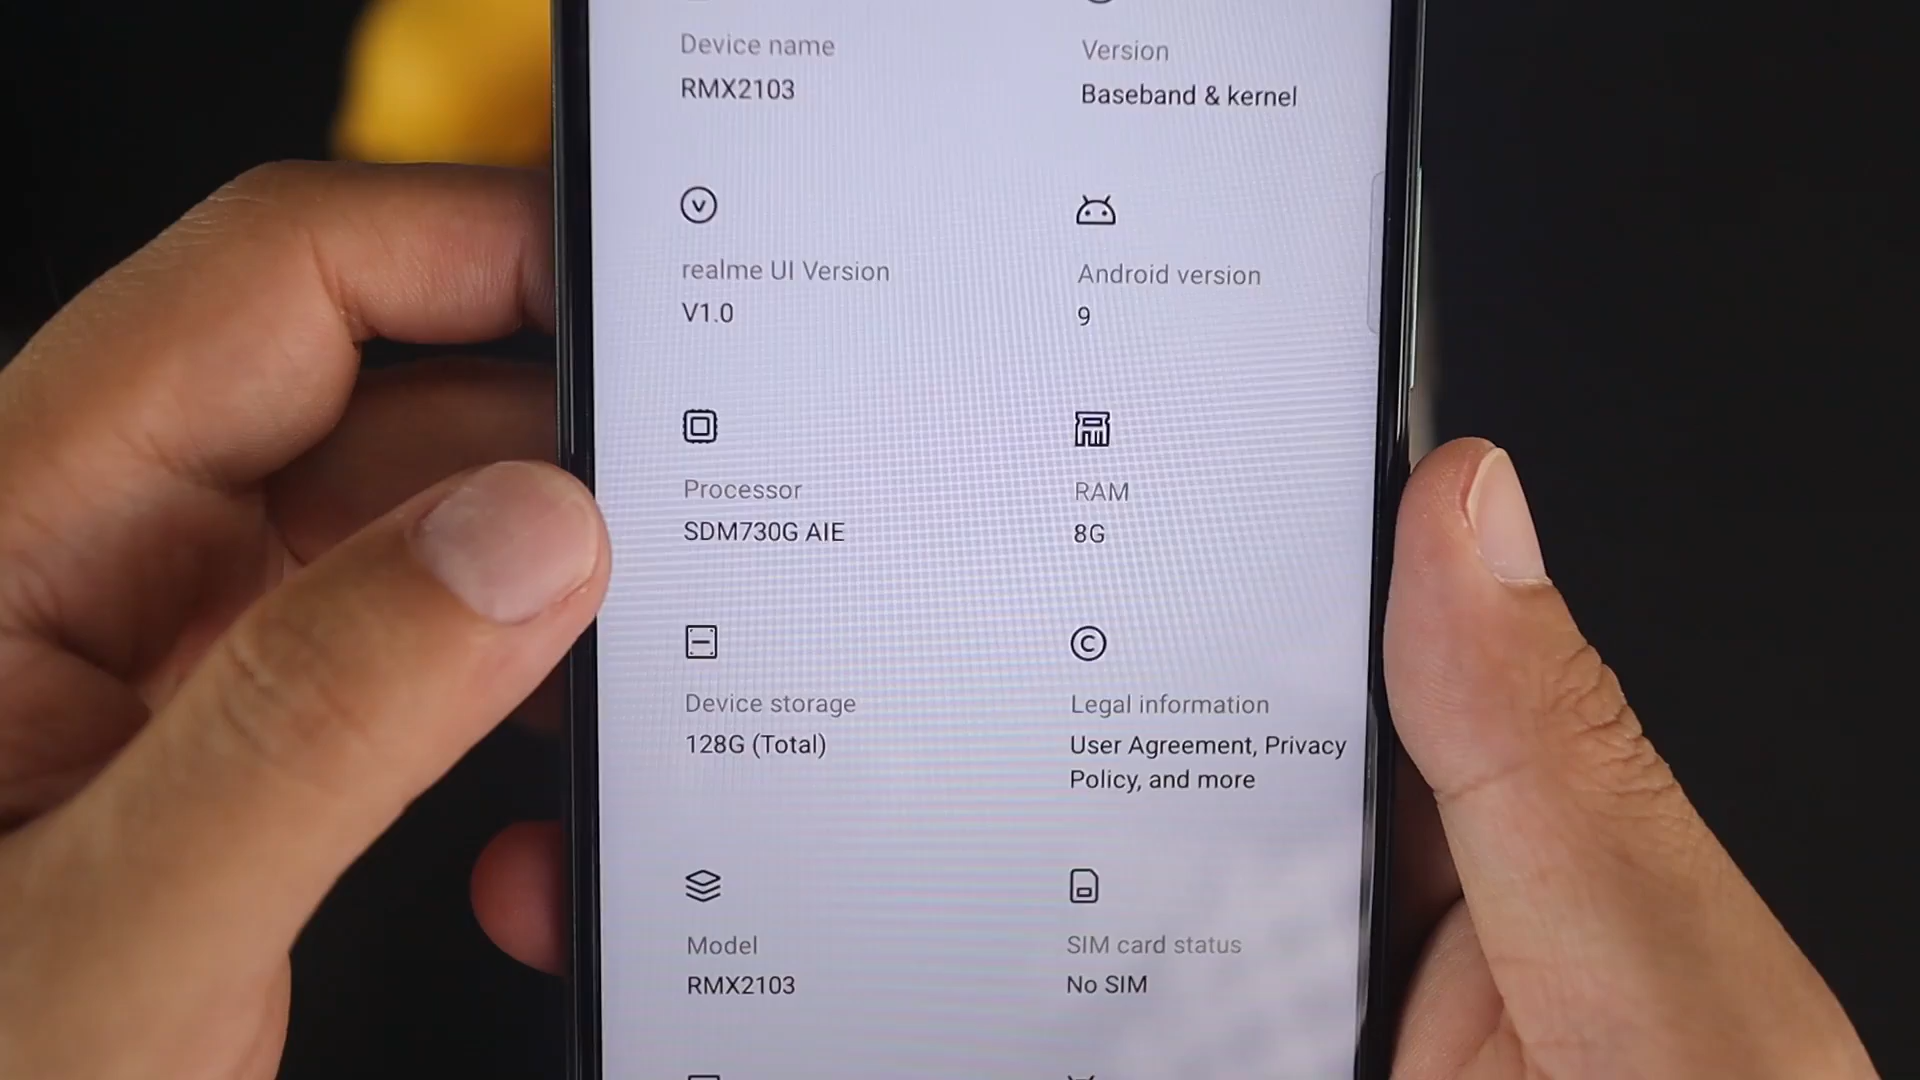 Device name
RMX2103
Version
Baseband & kernel
realme UI Version
V1.0
Android version
9
Processor
SDM730G AIE
RAM
8G
Device storage
128G (Total)
Legal information
User Agreement, Privacy
Policy, and more
Model
RMX2103
SIM card status
No SIM